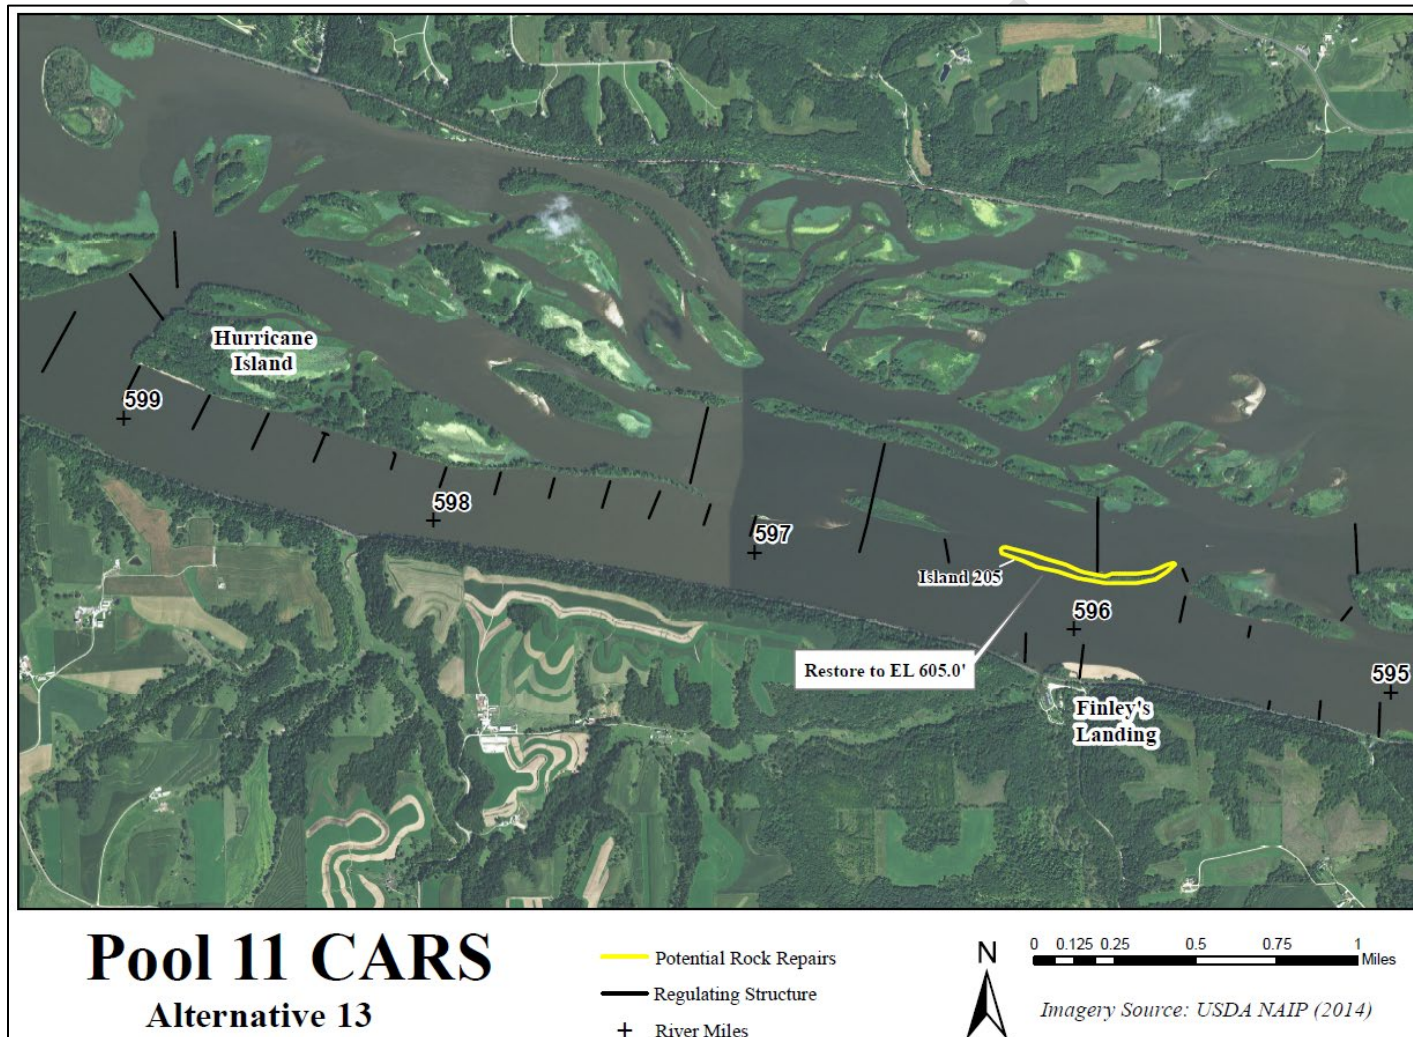 Hurricane
Island
599
598
597
Island 205
596
Restore to EL 605.0'
595
Finley's
Landing
Pool 11 CARS
Alternative 13
Potential Rock Repairs
Regulating Structure
River Miles
N
0 0.125 0.25 0.5 0.75 1
Miles
Imagery Source: USDA NAIP (2014)